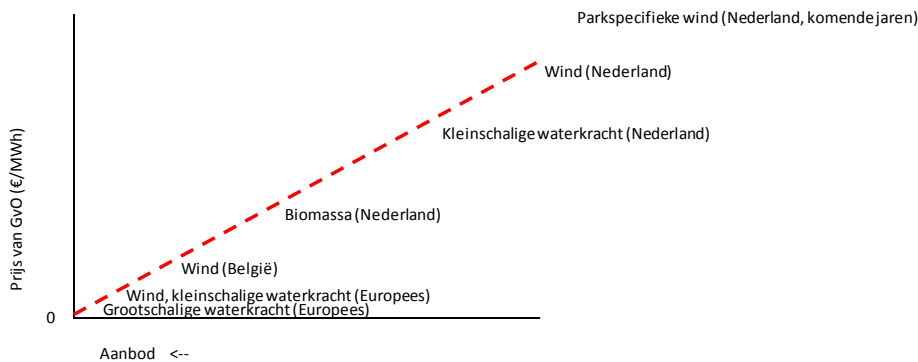 Parkspecifieke wind (Nederland, komende jaren)
Wind (Nederland)
Kleinschalige waterkracht (Nederland)
Biomassa (Nederland)
Wind (België)
Wind, kleinschalige waterkracht (Europees)
Grootschalige waterkracht (Europees)
Prijs van GvO (€/MWh)
0
Aanbod <--